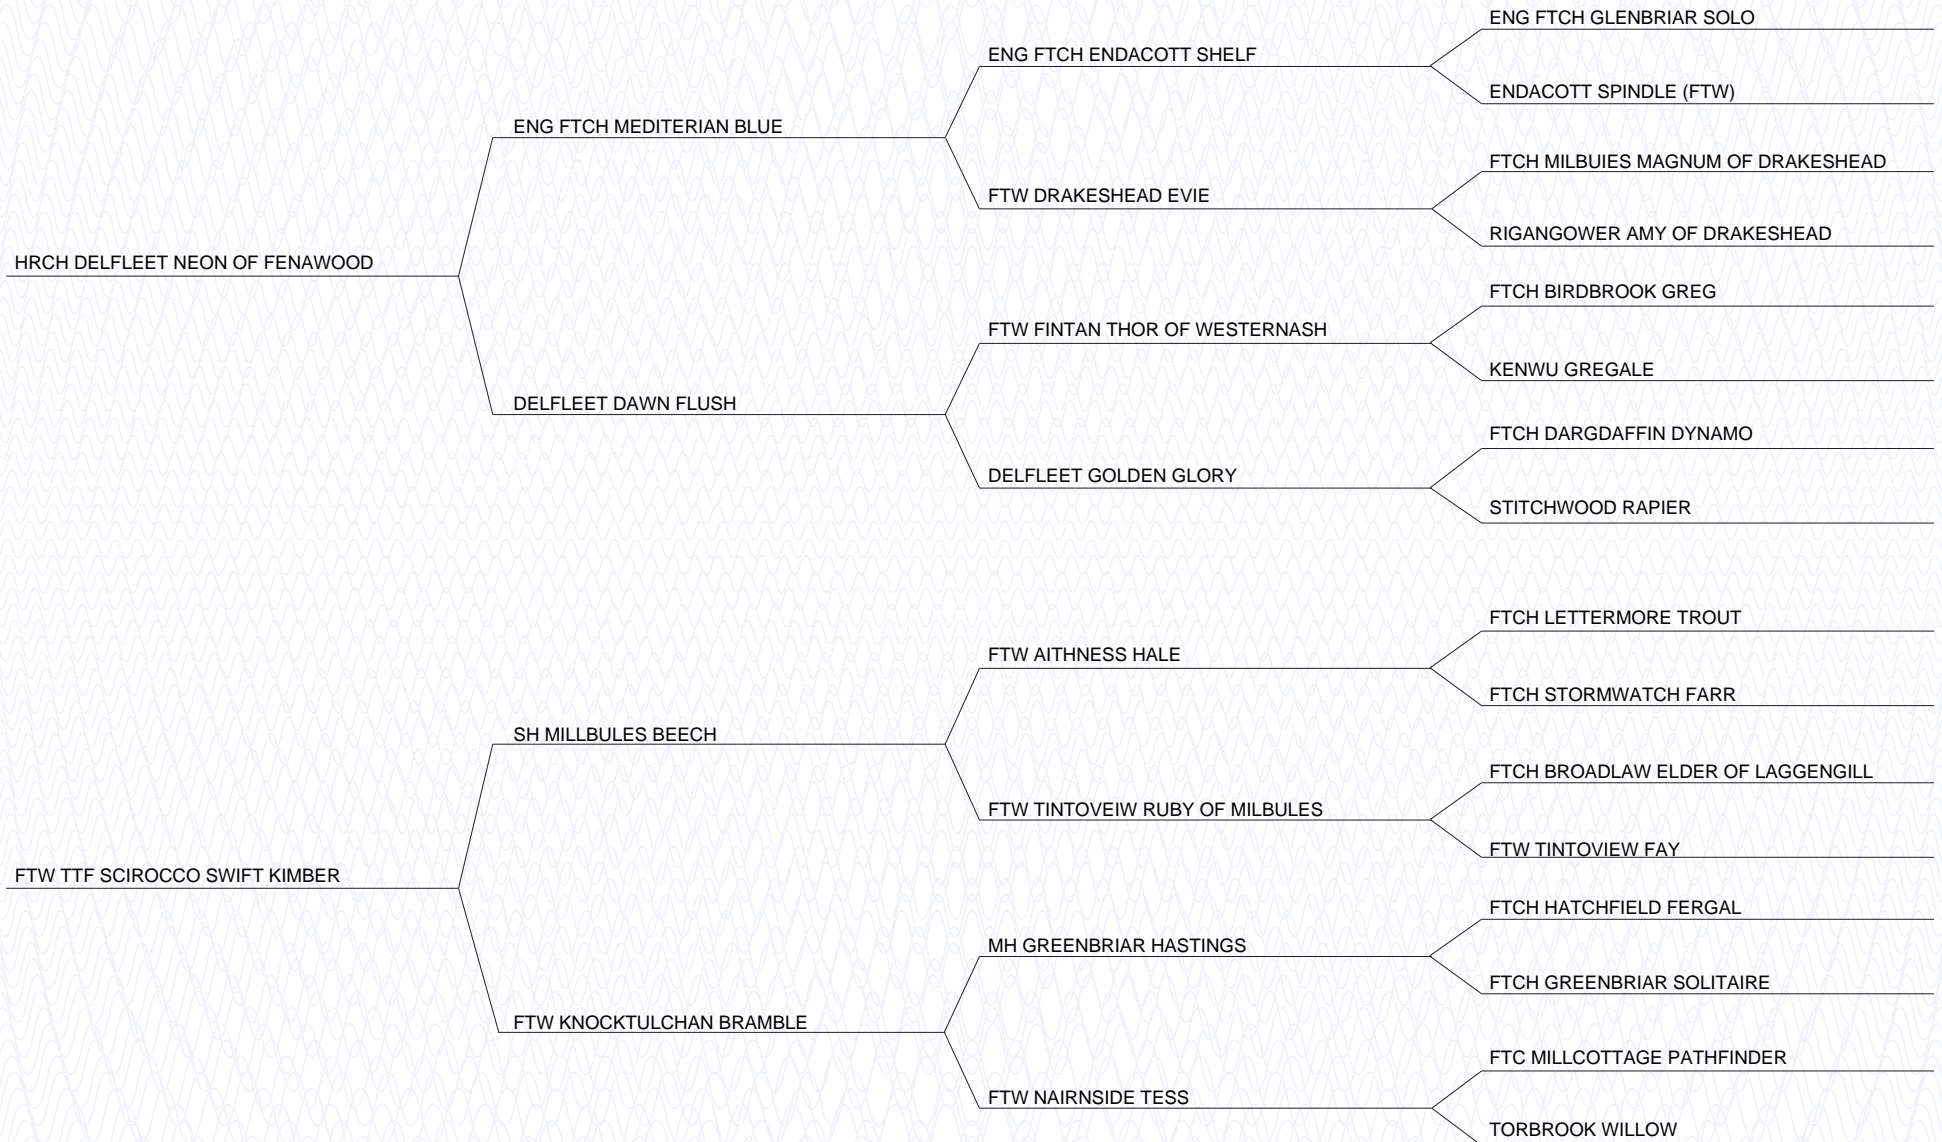 ENG FTCH GLENBRIAR SOLO
ENG FTCH ENDACOTT SHELF
ENDACOTT SPINDLE (FTW)
ENG FTCH MEDITERIAN BLUE
FTCH MILBUIES MAGNUM OF DRAKESHEAD
FTW DRAKESHEAD EVIE
RIGANGOWER AMY OF DRAKESHEAD
HRCH DELFLEET NEON OF FENAWOOD
FTCH BIRDBROOK GREG
FTW FINTAN THOR OF WESTERNASH
KENWU GREGALE
DELFLEET DAWN FLUSH
FTCH DARGDAFFIN DYNAMO
DELFLEET GOLDEN GLORY
STITCHWOOD RAPIER
FTCH LETTERMORE TROUT
FTW AITHNESS HALE
FTCH STORMWATCH FARR
SH MILLBULES BEECH
FTCH BROADLAW ELDER OF LAGGENGILL
FTW TINTOVEIW RUBY OF MILBULES
FTW TINTOVIEW FAY
FTW TTF SCIROCCO SWIFT KIMBER
FTCH HATCHFIELD FERGAL
MH GREENBRIAR HASTINGS
FTCH GREENBRIAR SOLITAIRE
FTW KNOCKTULCHAN BRAMBLE
FTC MILLCOTTAGE PATHFINDER
FTW NAIRNSIDE TESS
TORBROOK WILLOW